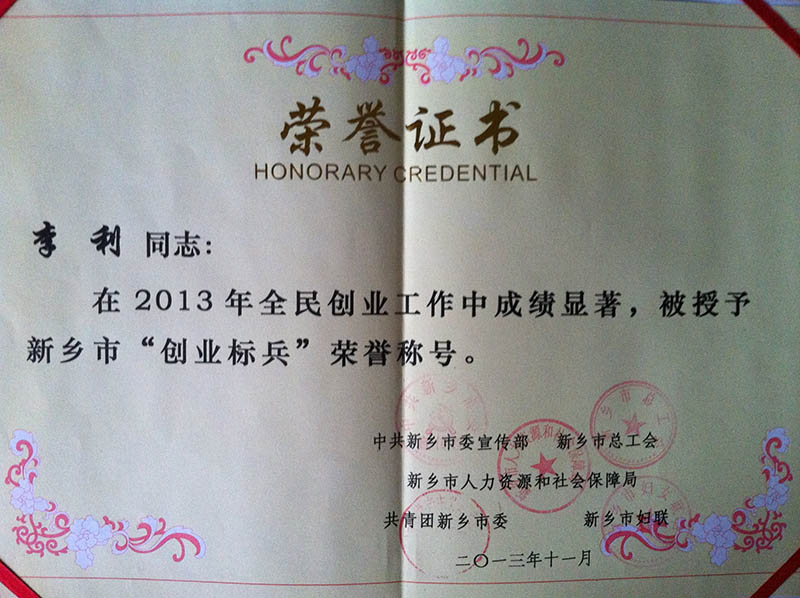 荣誉证书
HONORARY CREDENTIAL
李 利 同志：
在2013年全民创业工作中成绩显著，被授予
新乡市“创业标兵”荣誉称号。
中共新乡市委宣传部 新乡市总工会
新乡市人力资源和社会保障局
共青团新乡市委 新乡市妇联
二〇一三年十一月